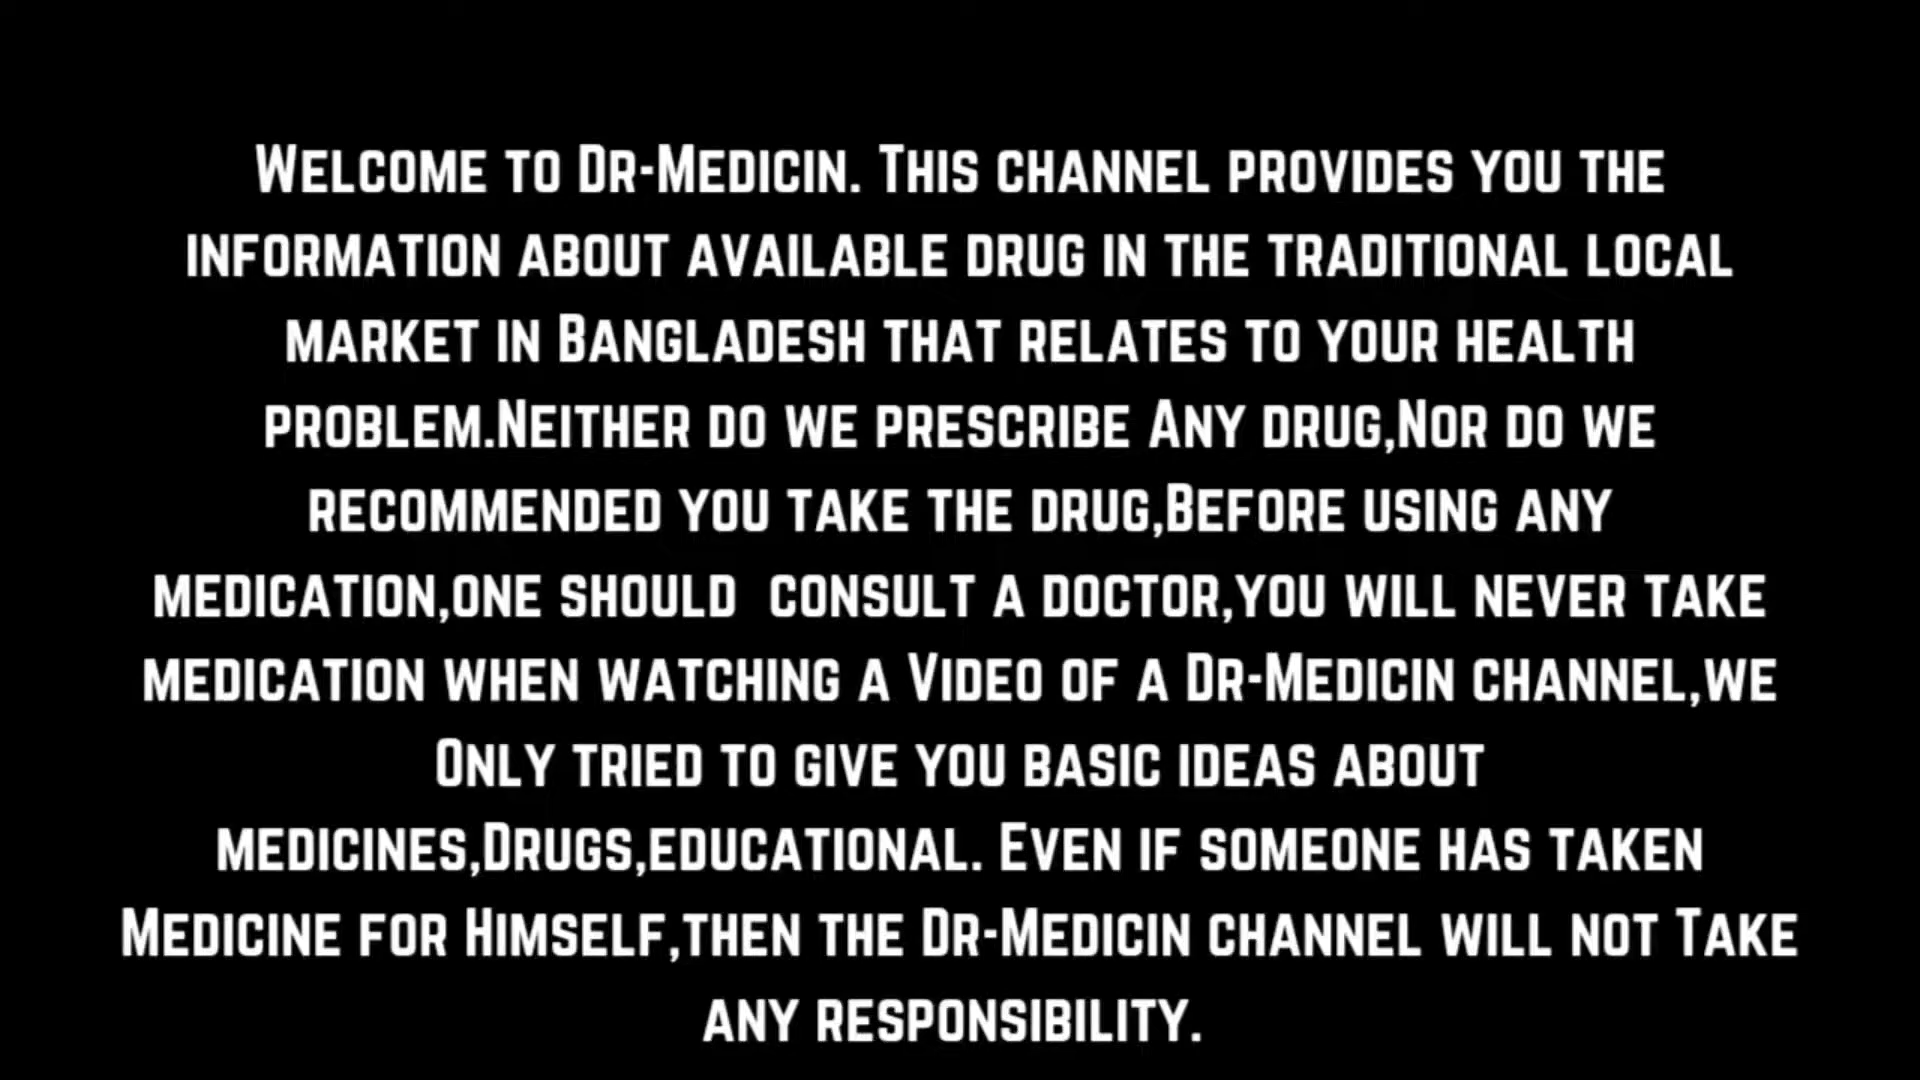 Welcome to Dr-Medicin. This channel provides you the
information about available drug in the traditional local
market in Bangladesh that relates to your health
problem.Neither do we prescribe Any drug,Nor do we
recommended you take the drug,Before using any
medication,one should  consult a doctor,you will never take
medication when watching a Video of a Dr-Medicin channel,we
Only tried to give you basic ideas about
medicines,Drugs,educational. Even if someone has taken
Medicine for Himself,then the Dr-Medicin channel will not Take
any responsibility.